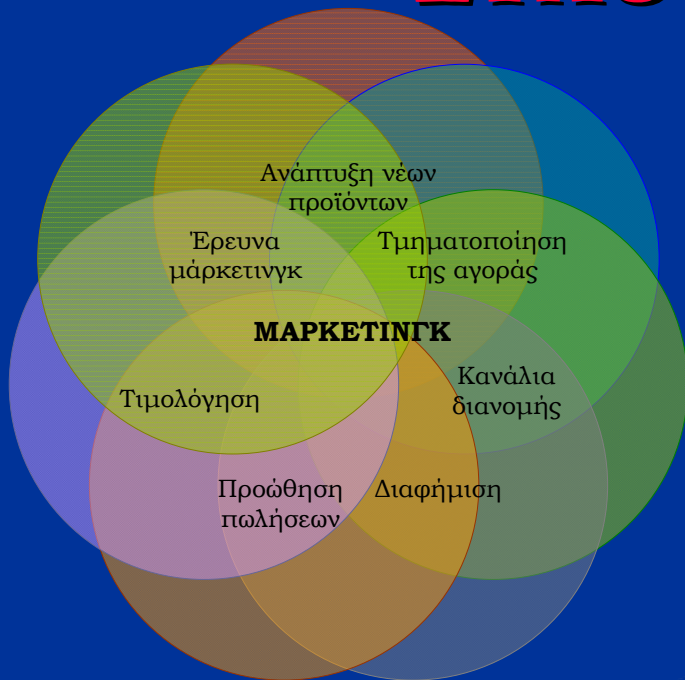 Ανάπτυξη νέων
προϊόντων
Έρευνα
μάρκετινγκ
Τμηματοποίηση
της αγοράς
ΜΑΡΚΕΤΙΝΓΚ
Τιμολόγηση
Κανάλια
διανομής
Προώθηση
πωλήσεων
Διαφήμιση